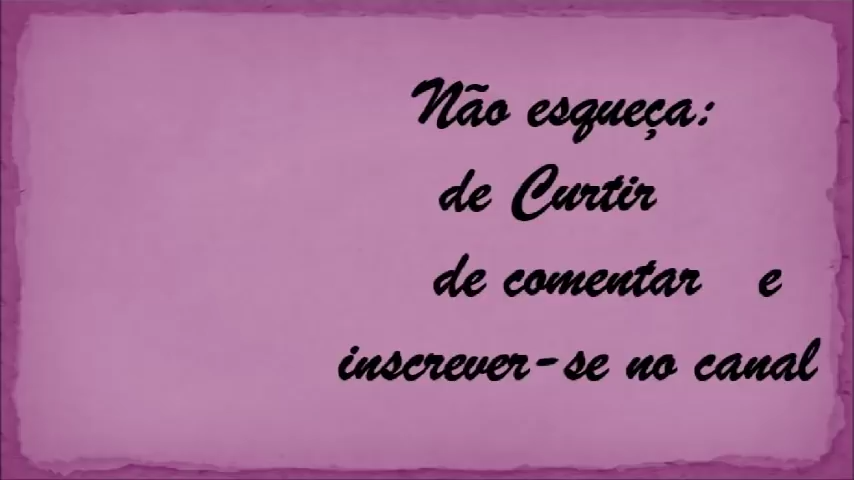 Não esqueça:
de Curtir
de comentar e
inscrever-se no canal